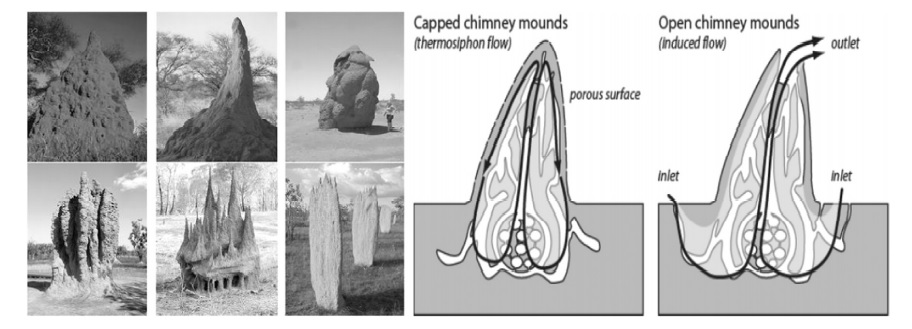 Capped chimney mounds
(thermosiphon flow)
porous surface
Open chimney mounds
(induced flow)
outlet
Inlet
Inlet